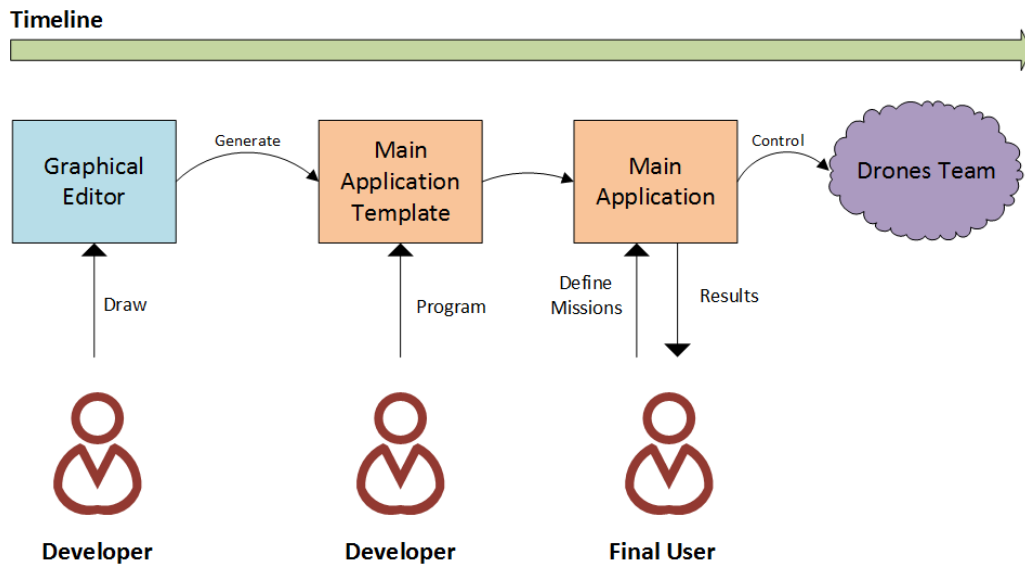 Timeline
Graphical
Editor
Generate
Main
Application
Template
Main
Application
Control
Drones Team
Draw
Program
Define
Missions
Results
Developer
Developer
Final User